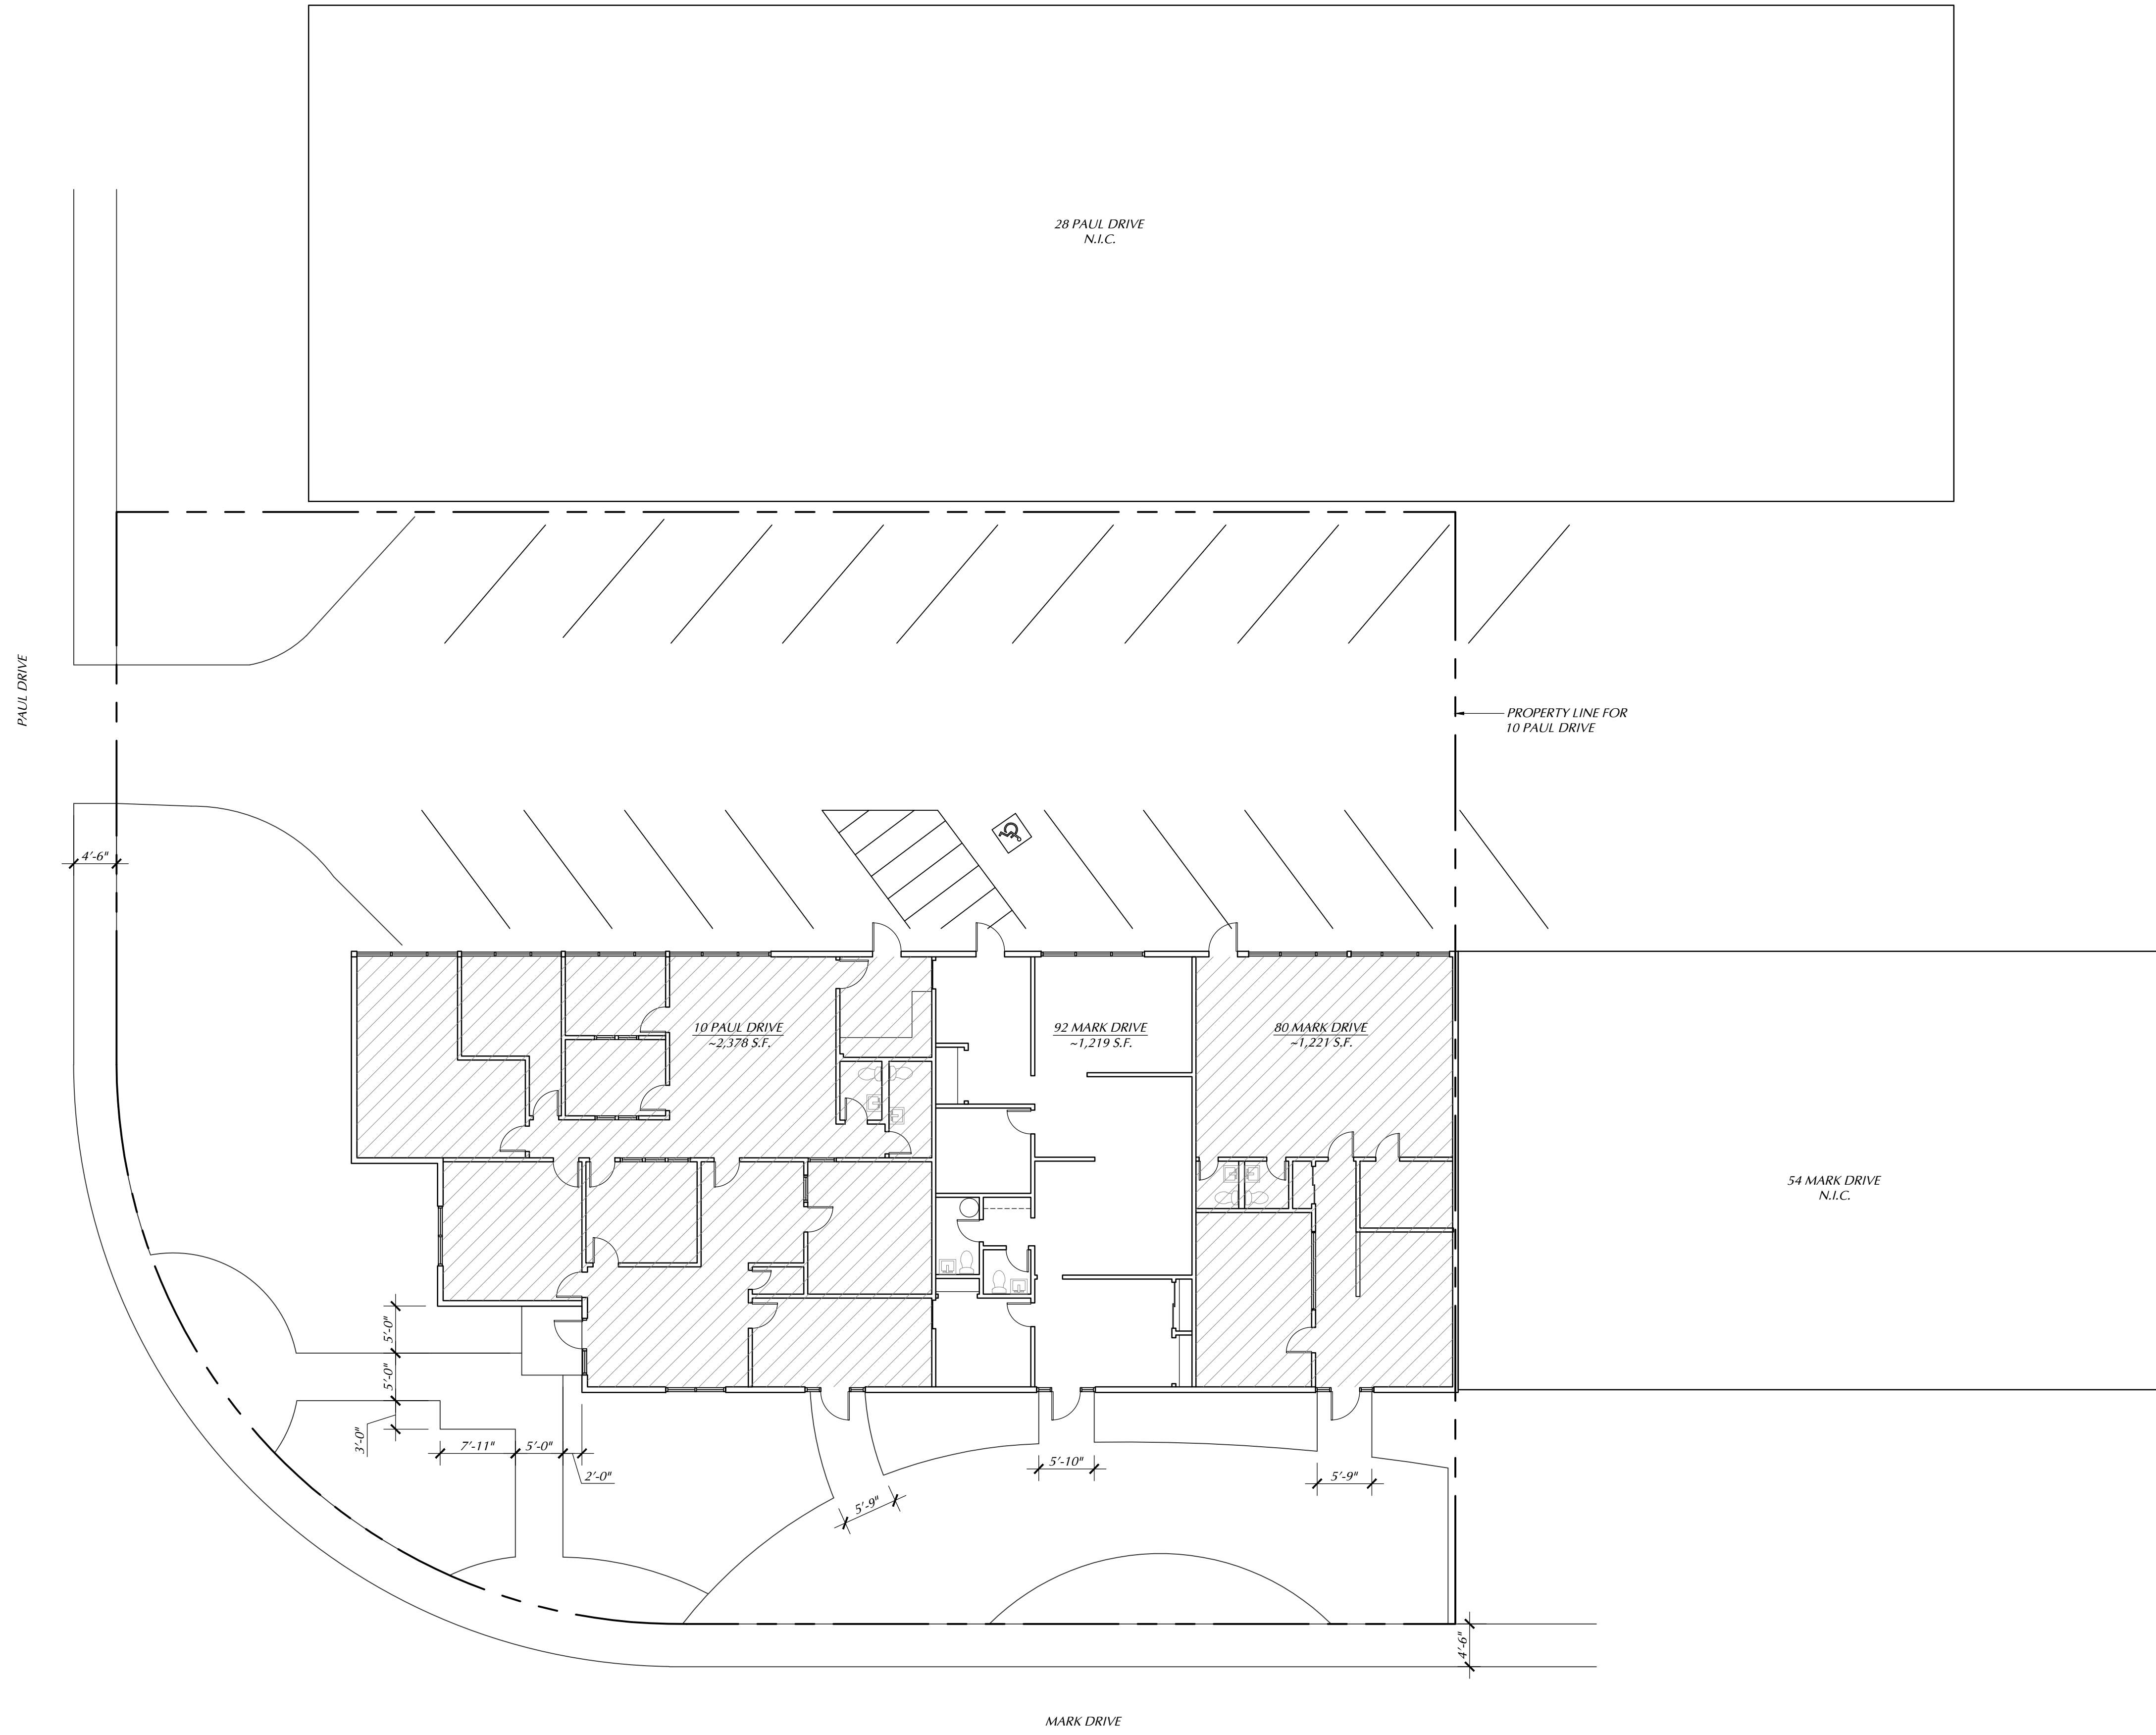 28 PAUL DRIVE
N.I.C.
PAUL DRIVE
PROPERTY LINE FOR
10 PAUL DRIVE
4'-6"
10 PAUL DRIVE
~2,378 S.F.
92 MARK DRIVE
~1,219 S.F.
80 MARK DRIVE
~1,221 S.F.
54 MARK DRIVE
N.I.C.
5'-0"
5'-0"
3'-0"
7'-11"
5'-0"
2'-0"
5'-9"
5'-10"
5'-9"
4'-6"
MARK DRIVE